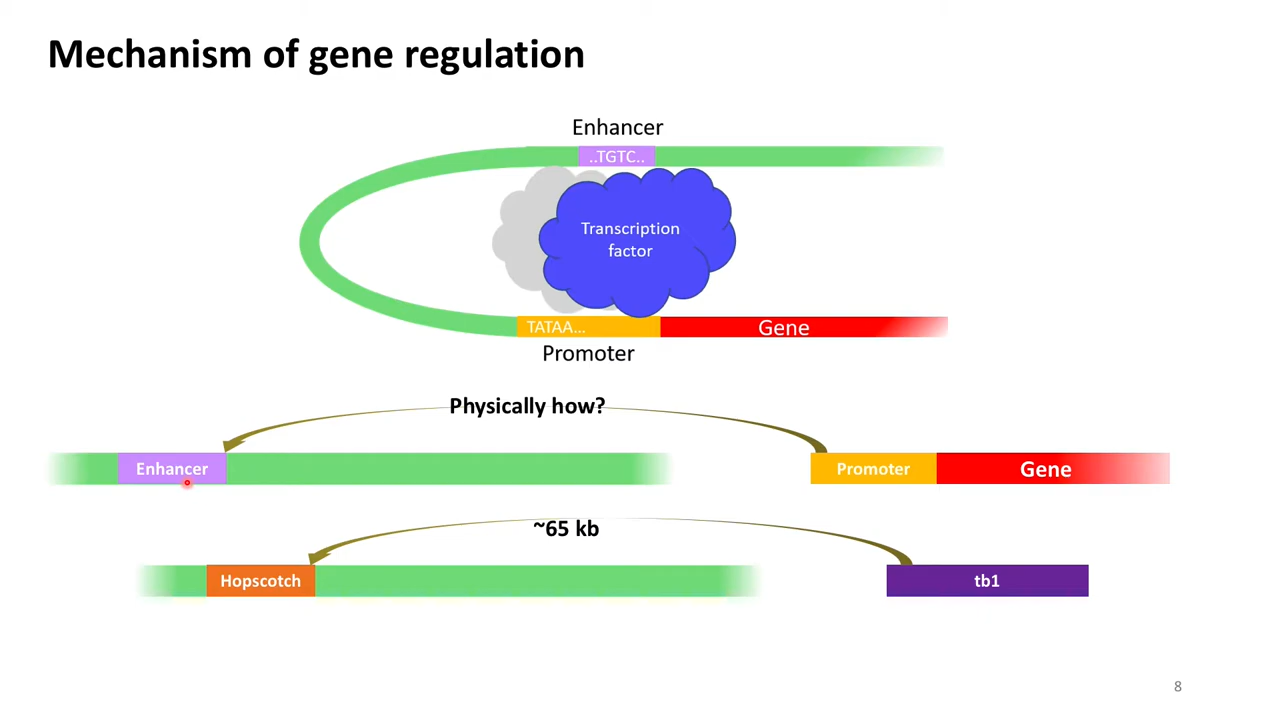 Mechanism of gene regulation
Enhancer
..TGTC..
Transcription
factor
TATAA...
Gene
Promoter
Physically how?
Enhancer
Promoter
Gene
~65 kb
Hopscotch
tb1
8